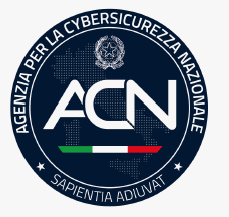 AGENZIA PER LA CYBERSICUREZZA NAZIONALE
ACN
SAPIENTIA ADIUVAT